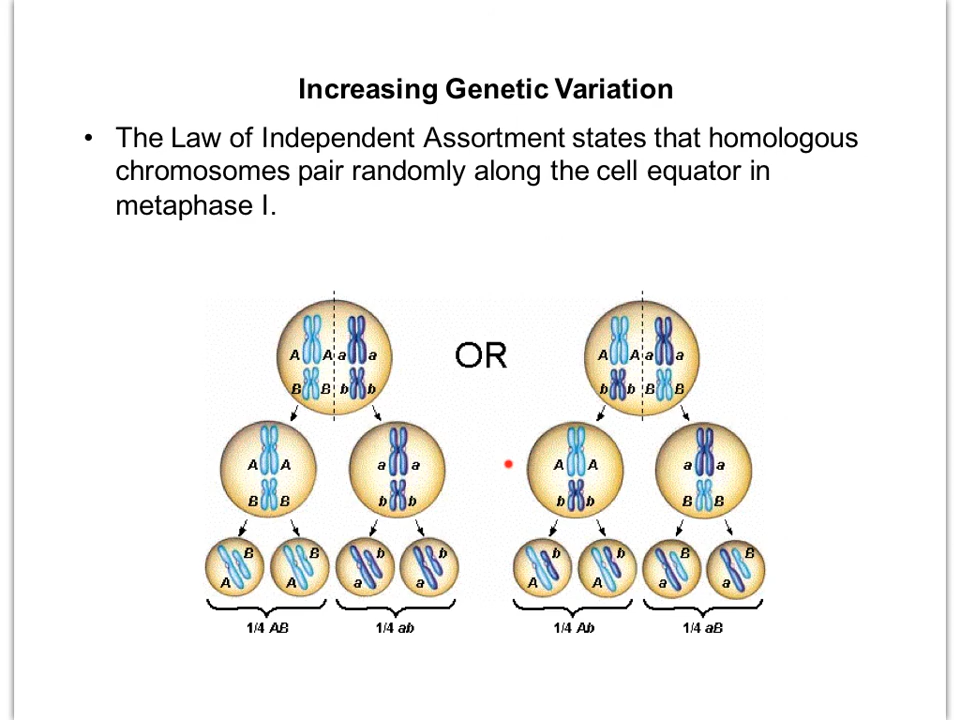 Increasing Genetic Variation
• The Law of Independent Assortment states that homologous
chromosomes pair randomly along the cell equator in
metaphase I.
OR
A A a a
A A a a
B B b b
b b B B
A A
a a
A A
a a
B B
b b
b b
B B
B B b b
b b B B
A A a a
A A a a
1/4 AB 1/4 ab
1/4 Ab 1/4 aB